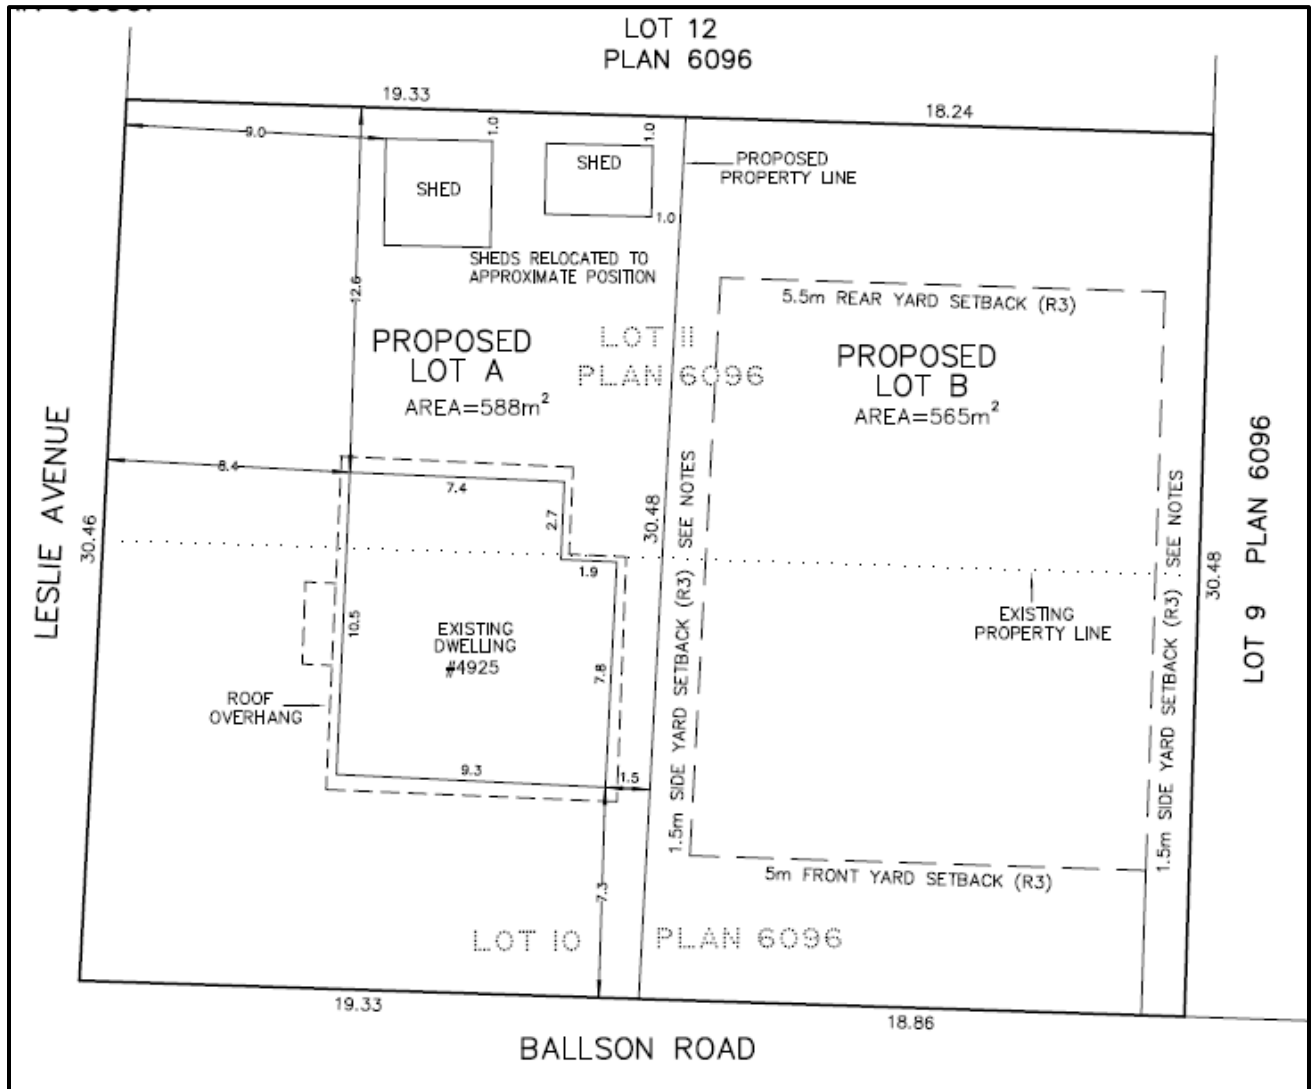 LOT 12
PLAN 6096
19.33
18.24
9.0
1.0
1.0
SHED
SHED
PROPOSED
PROPERTY LINE
1.0
SHEDS RELOCATED TO
APPROXIMATE POSITION
12.6
5.5m REAR YARD SETBACK (R3)
PROPOSED
LOT A
AREA=588m²
LOT 11
PLAN 6096
PROPOSED
LOT B
AREA=565m²
LESLIE AVENUE
30.46
8.4
7.4
2.7
1.9
30.48
1.5m SIDE YARD SETBACK (R3) SEE NOTES
1.5m SIDE YARD SETBACK (R3) SEE NOTES
30.48
LOT 9 PLAN 6096
EXISTING
PROPERTY LINE
10.5
EXISTING
DWELLING
#4925
7.8
ROOF
OVERHANG
9.3
1.5
7.3
5m FRONT YARD SETBACK (R3)
LOT 10
PLAN 6096
19.33
18.86
BALLSON ROAD